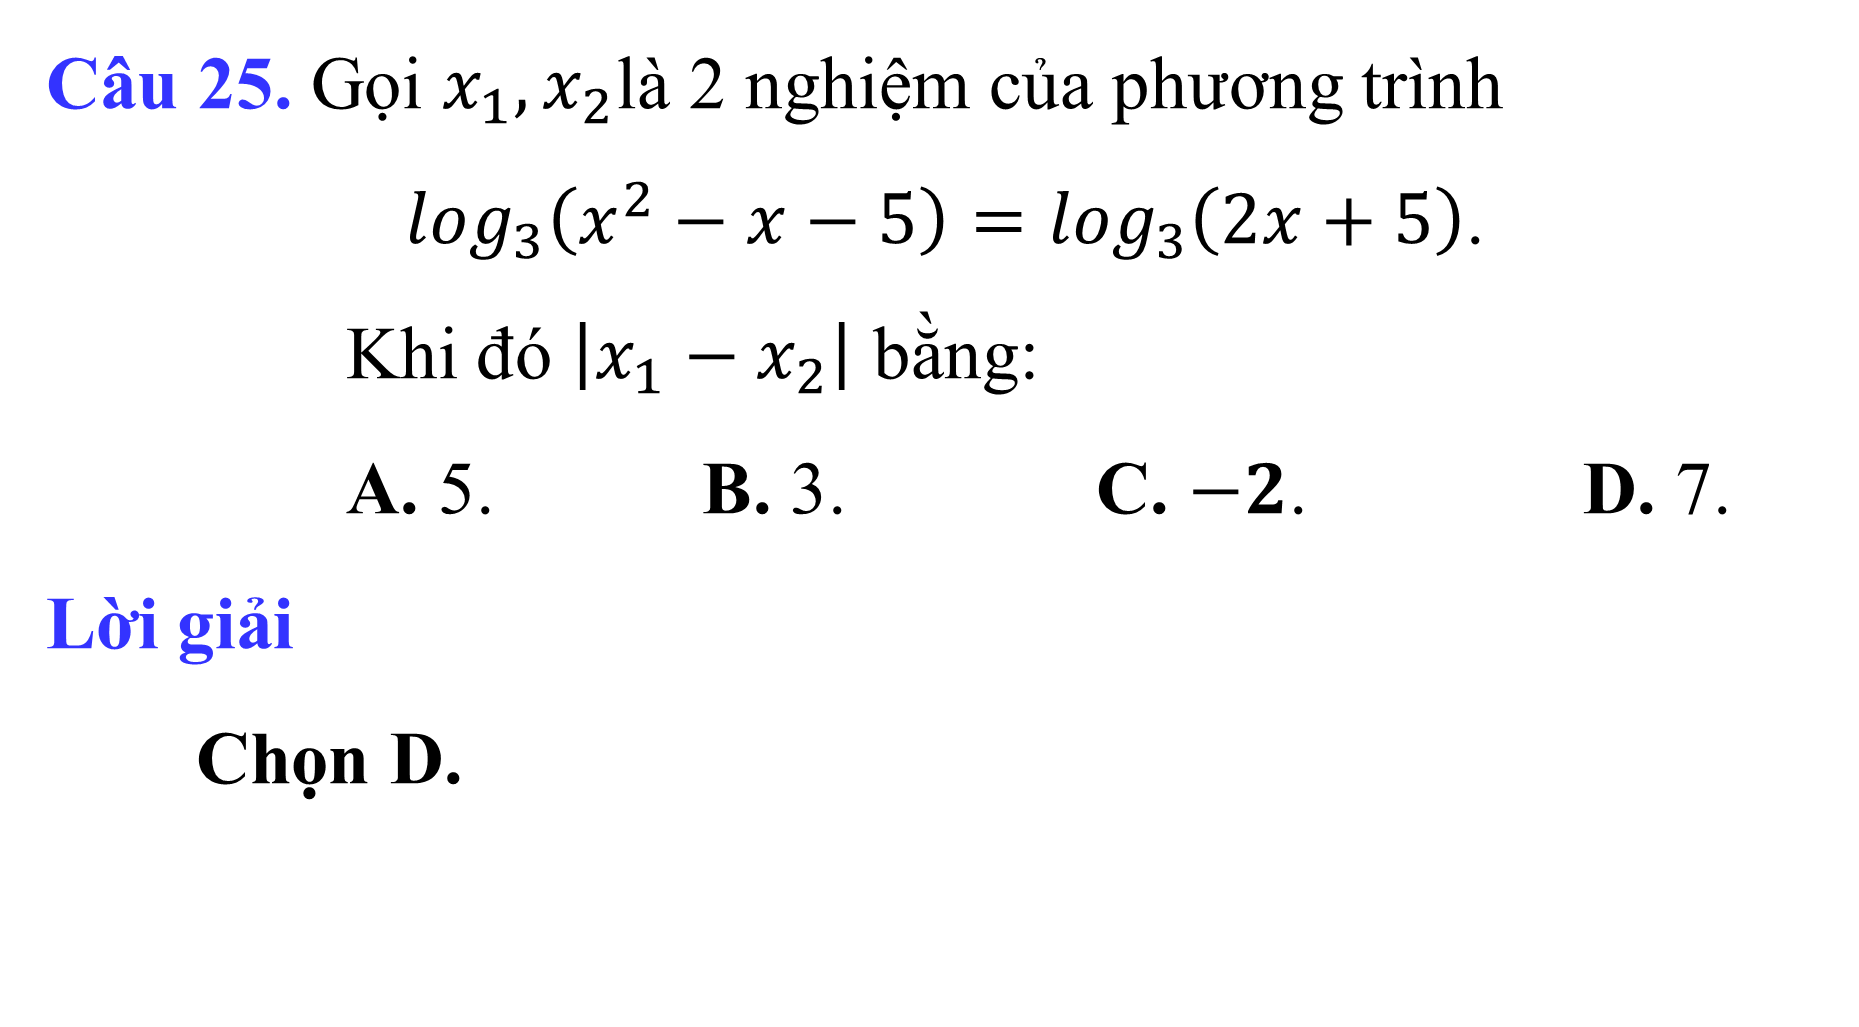 Câu 25. Gọi x₁, x₂ là 2 nghiệm của phương trình
log₃(x² − x − 5) = log₃(2x + 5).
Khi đó |x₁ − x₂| bằng:
A. 5. B. 3. C. −2. D. 7.
Lời giải
Chọn D.